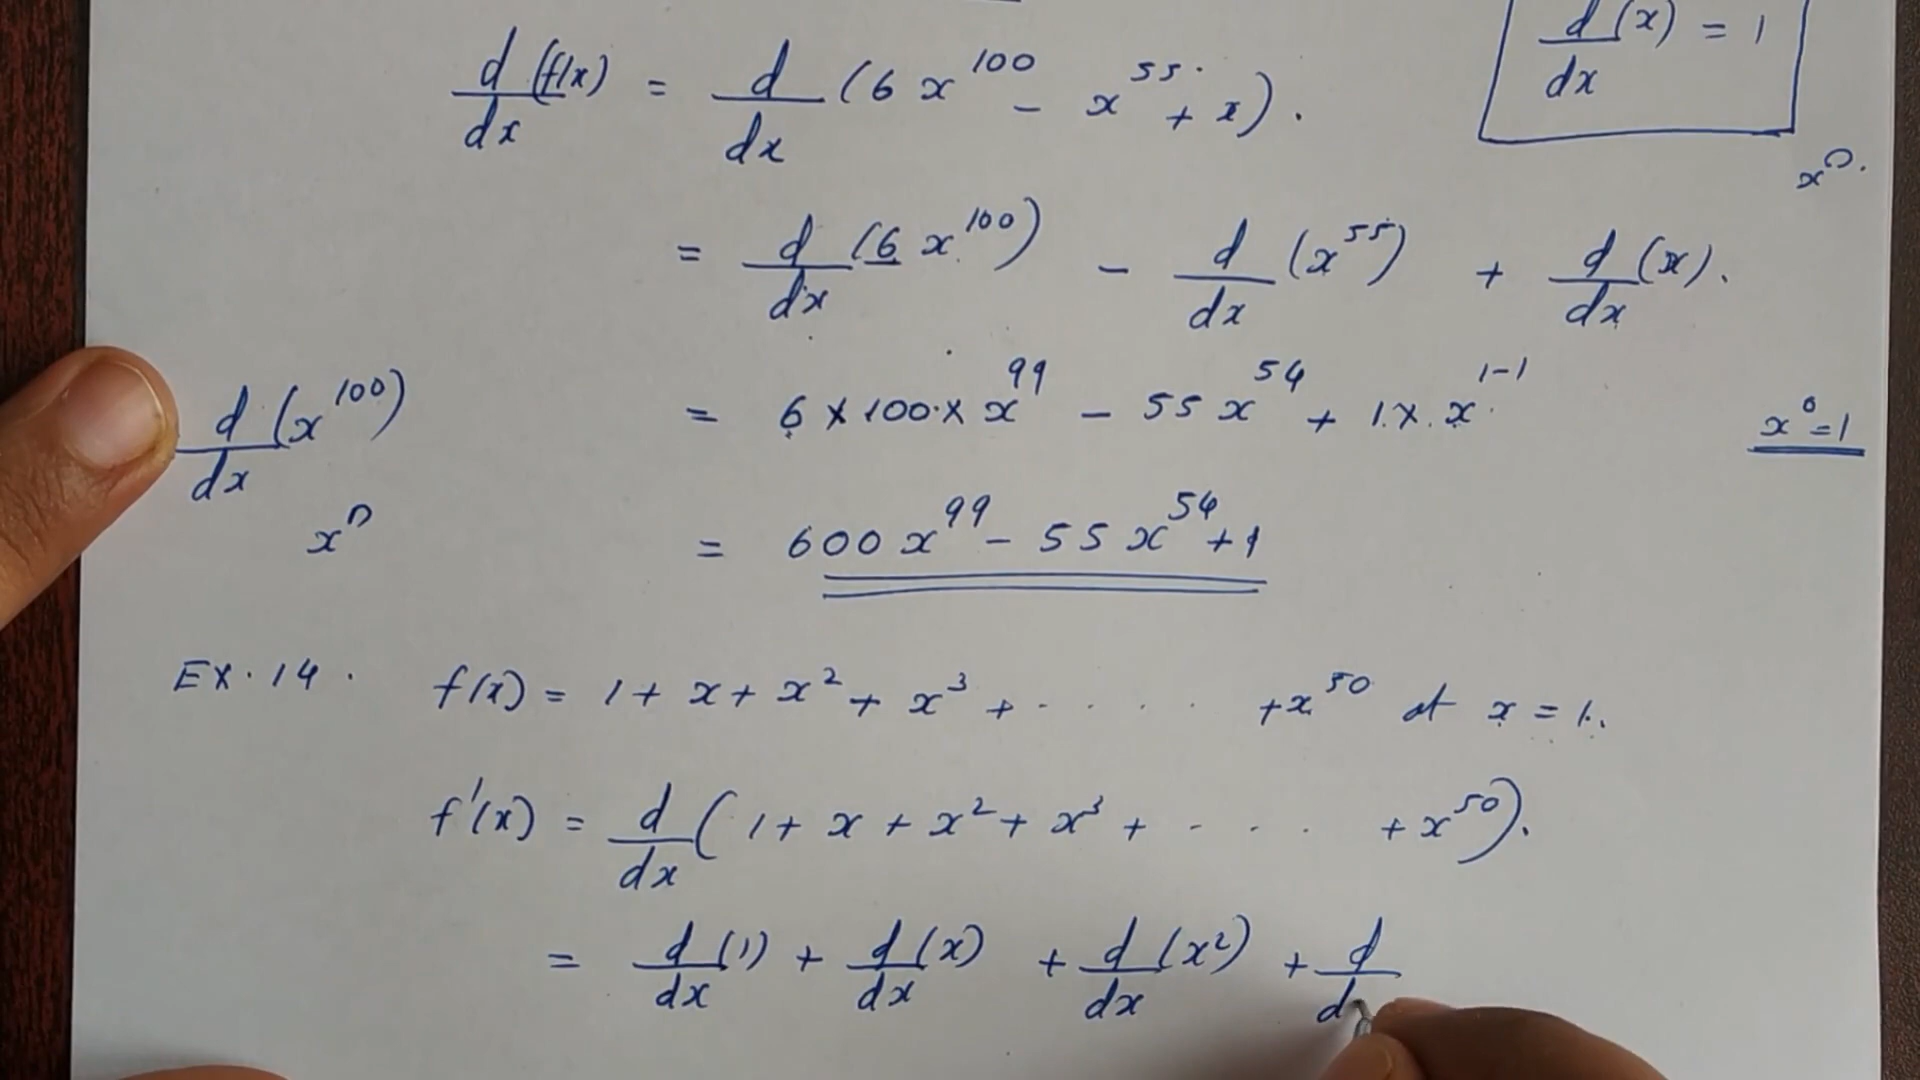 d/dx (f(x) = d/dx (6x^100 - x^55 + x).
d/dx (x) = 1
x^n.
= d/dx (6x^100) - d/dx (x^55) + d/dx (x).
d/dx (x^100)
= 6 × 100 × x^99 - 55x^54 + 1 × x^1-1
x^0 = 1
x^n
= 600x^99 - 55x^54 + 1
EX. 14. f(x) = 1 + x + x^2 + x^3 + . . . . . + x^50 at x = 1.
f'(x) = d/dx (1 + x + x^2 + x^3 + . . . + x^50).
= d/dx (1) + d/dx (x) + d/dx (x^2) + d/dx